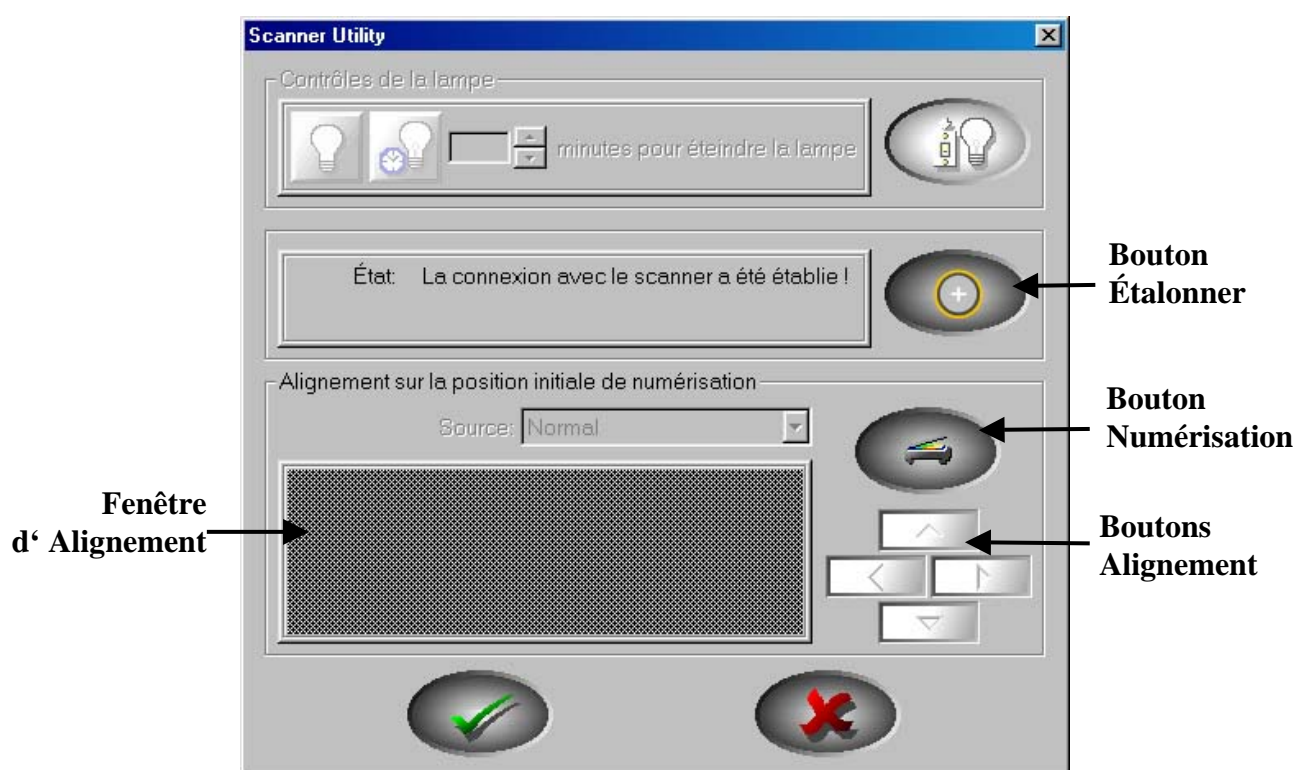 Scanner Utility
Contrôles de la lampe
minutes pour éteindre la lampe
État: La connexion avec le scanner a été établie !
Bouton
Étalonner
Alignement sur la position initiale de numérisation
Source: Normal
Bouton
Numérisation
Fenêtre
d‘ Alignement
Boutons
Alignement